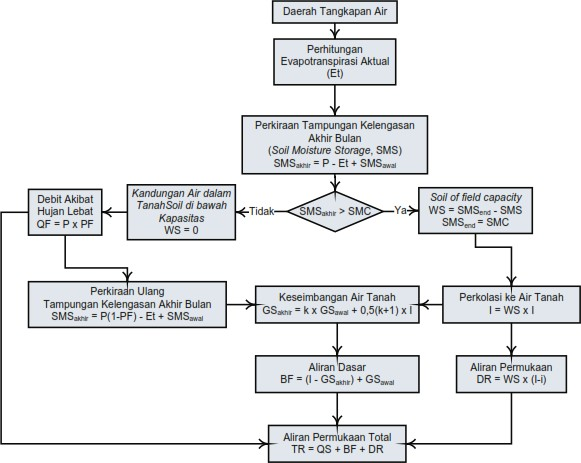 Daerah Tangkapan Air
Perhitungan
Evapotranspirasi Aktual
(Et)
Perkiraan Tampungan Kelengasan
Akhir Bulan
(Soil Moisture Storage, SMS)
SMSakhir = P - Et + SMSawal
SMSakhir > SMC
Tidak
Ya
Kandungan Air dalam
TanahSoil di bawah
Kapasitas
WS = 0
Debit Akibat
Hujan Lebat
QF = P x PF
Soil of field capacity
WS = SMSend - SMS
SMSend = SMC
Perkiraan Ulang
Tampungan Kelengasan Akhir Bulan
SMSakhir = P(1-PF) - Et + SMSawal
Keseimbangan Air Tanah
GSakhir = k x GSawal + 0,5(k+1) x I
Perkolasi ke Air Tanah
I = WS x I
Aliran Dasar
BF = (I - GSakhir) + GSawal
Aliran Permukaan
DR = WS x (I-i)
Aliran Permukaan Total
TR = QS + BF + DR